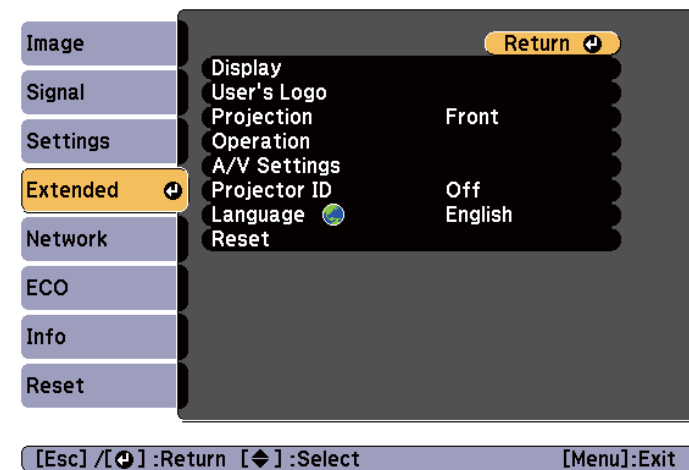 Image
Signal
Settings
Extended
Network
ECO
Info
Reset
Return
Display
User's Logo
Projection Front
Operation
A/V Settings
Projector ID Off
Language English
Reset
[Esc] /[ ] :Return [ ] :Select [Menu]:Exit